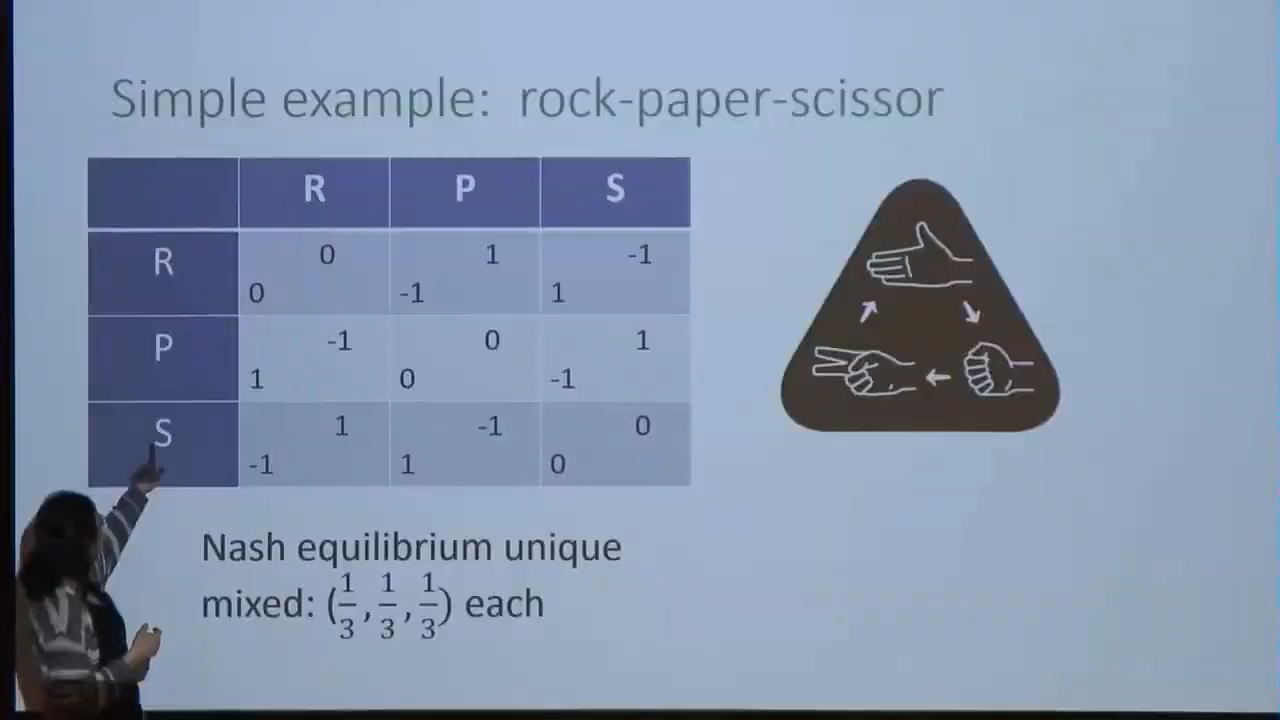 Simple example: rock-paper-scissor
R P S
R 0 1 -1
0 -1 1
P -1 0 1
1 0 -1
S 1 -1 0
-1 1 0
Nash equilibrium unique
mixed: (1/3, 1/3, 1/3) each